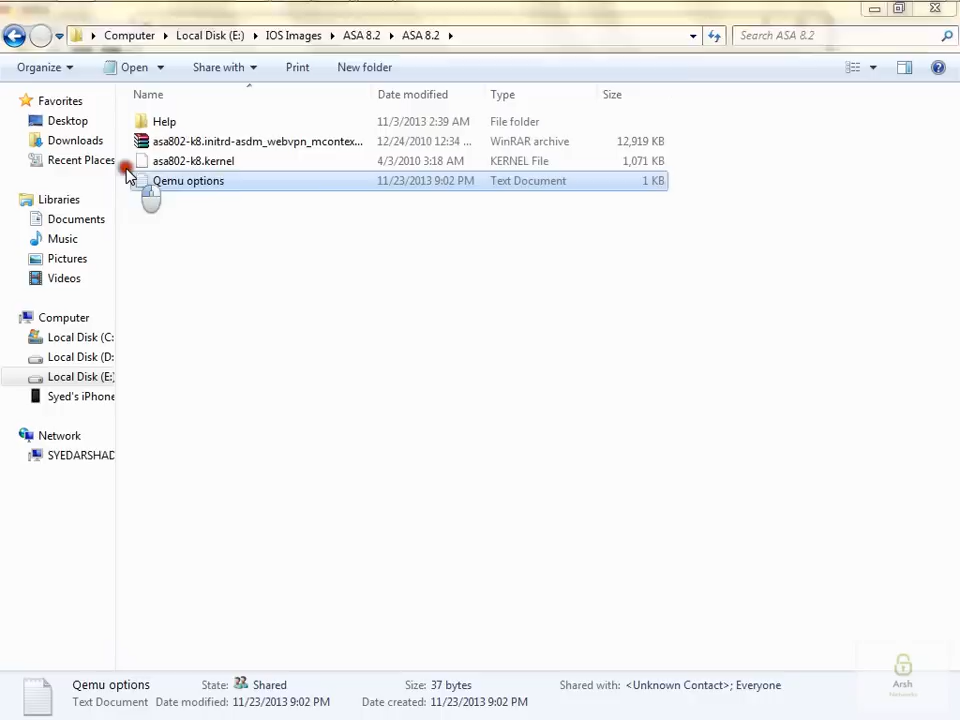 Computer
Local Disk (E:)
IOS Images
ASA 8.2
ASA 8.2
Search ASA 8.2
Organize
Open
Share with
Print
New folder
Name
Date modified
Type
Size
Favorites
Desktop
Downloads
Recent Places
Libraries
Documents
Music
Pictures
Videos
Computer
Local Disk (C:
Local Disk (D:
Local Disk (E:)
Syed's iPhone
Network
SYEDARSHAD
Help 11/3/2013 2:39 AM File folder
asa802-k8.initrd-asdm_webvpn_mcontex... 12/24/2010 12:34 ... WinRAR archive 12,919 KB
asa802-k8.kernel 4/3/2010 3:18 AM KERNEL File 1,071 KB
Qemu options 11/23/2013 9:02 PM Text Document 1 KB
Qemu options State: Shared Size: 37 bytes Shared with: <Unknown Contact>; Everyone
Text Document Date modified: 11/23/2013 9:02 PM Date created: 11/23/2013 9:02 PM
Arsh
Networks